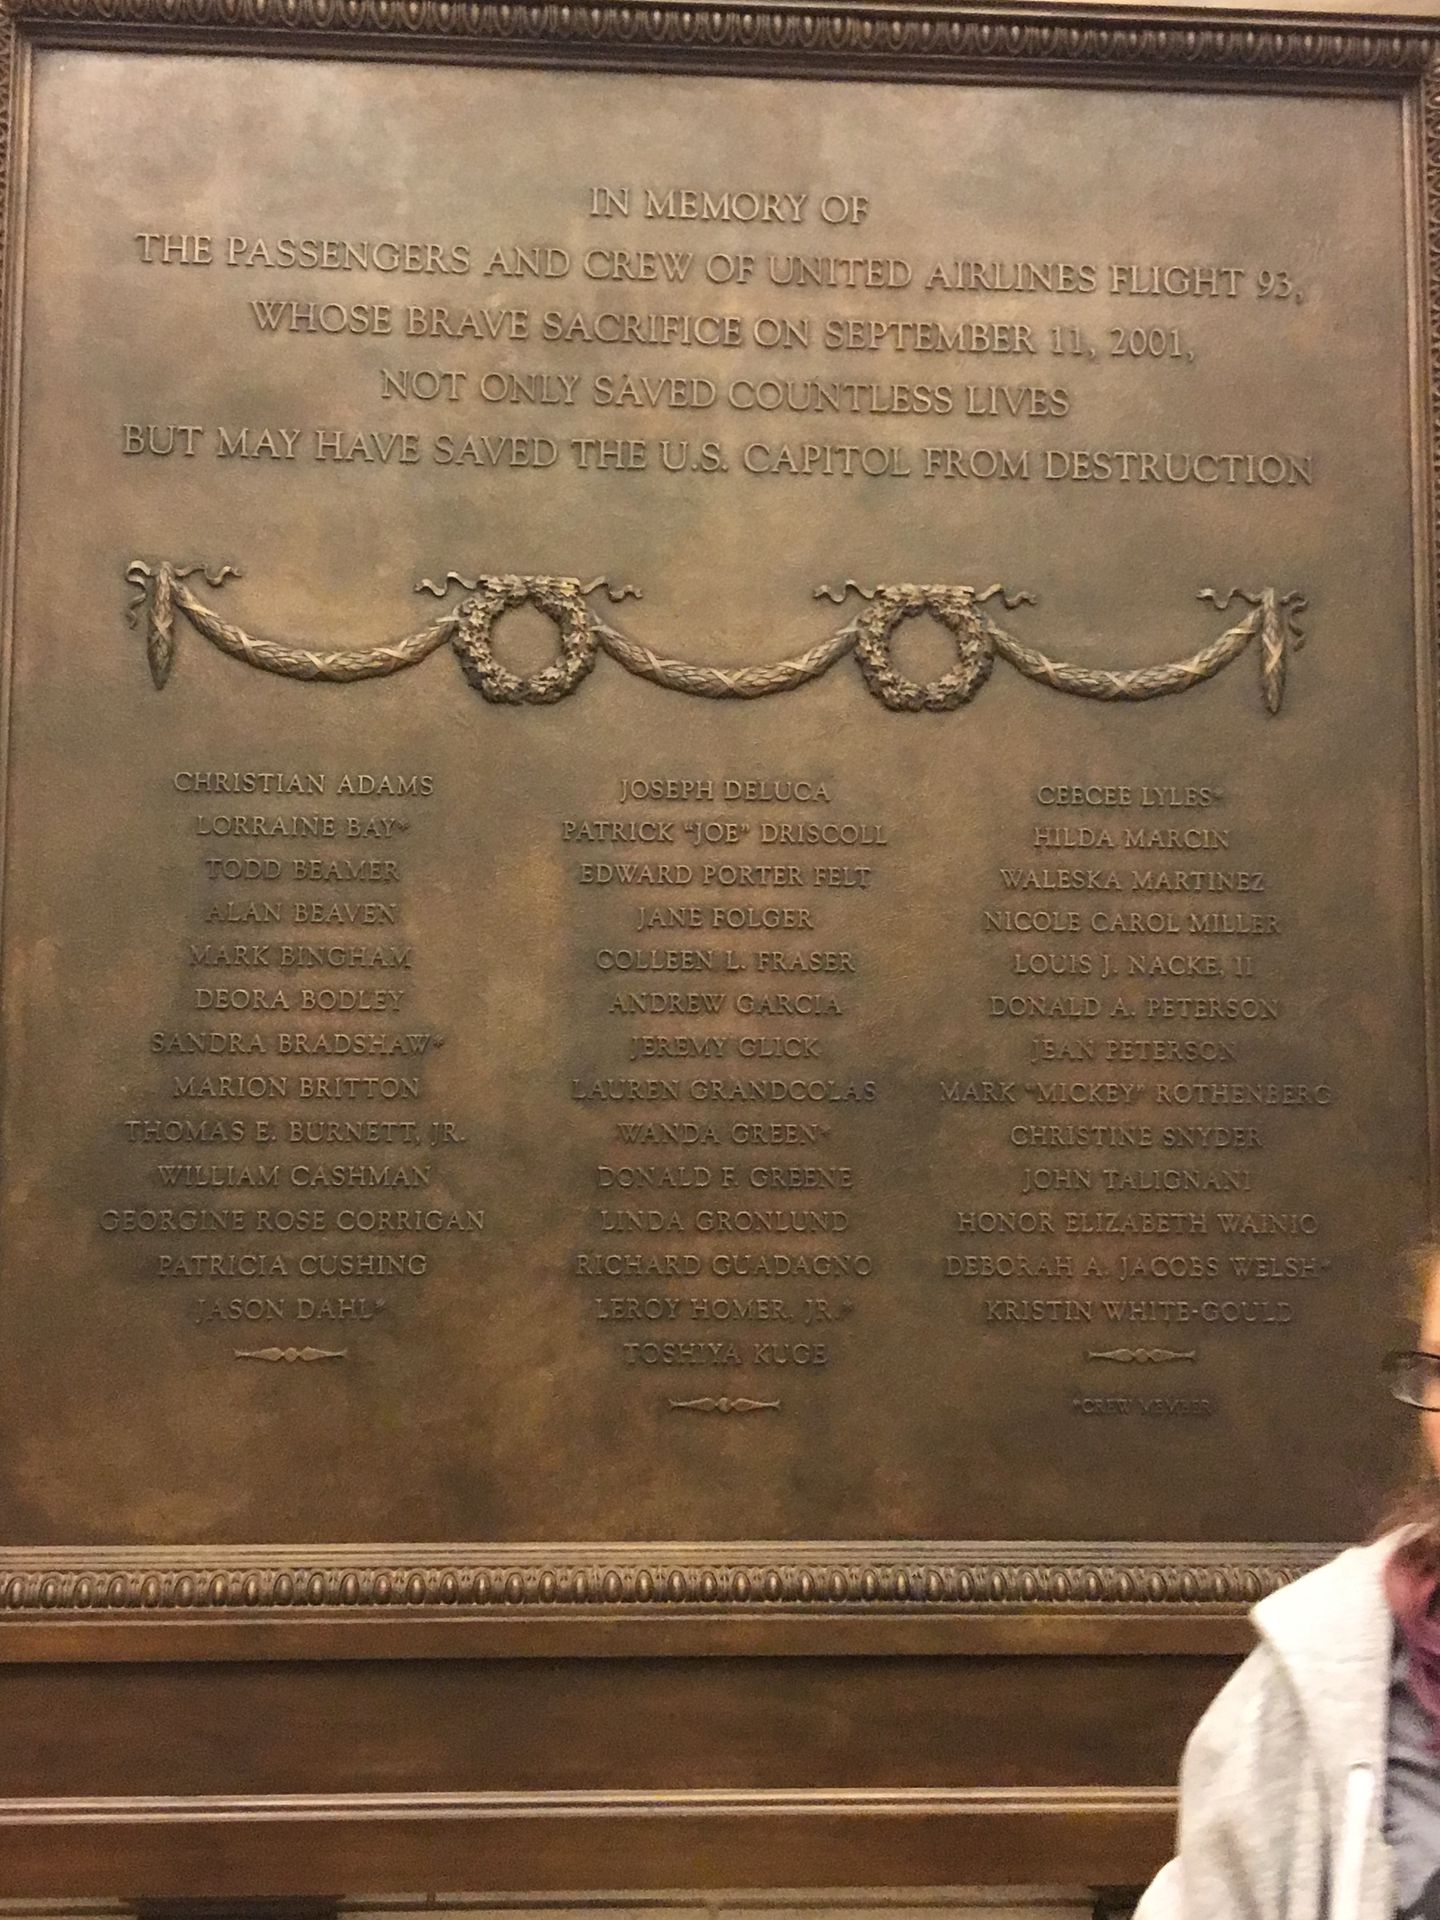 IN MEMORY OF
THE PASSENGERS AND CREW OF UNITED AIRLINES FLIGHT 93,
WHOSE BRAVE SACRIFICE ON SEPTEMBER 11, 2001,
NOT ONLY SAVED COUNTLESS LIVES
BUT MAY HAVE SAVED THE U.S. CAPITOL FROM DESTRUCTION
CHRISTIAN ADAMS
LORRAINE BAY*
TODD BEAMER
ALAN BEAVEN
MARK BINGHAM
DEORA BODLEY
SANDRA BRADSHAW*
MARION BRITTON
THOMAS E. BURNETT, JR.
WILLIAM CASHMAN
GEORGINE ROSE CORRIGAN
PATRICIA CUSHING
JASON DAHL*
JOSEPH DELUCA
PATRICK "JOE" DRISCOLL
EDWARD PORTER FELT
JANE FOLGER
COLLEEN L. FRASER
ANDREW GARCIA
JEREMY GLICK
LAUREN GRANDCOLAS
WANDA GREEN*
DONALD F. GREENE
LINDA GRONLUND
RICHARD GUADAGNO
LEROY HOMER, JR.*
TOSHIYA KUGE
CEECEE LYLES*
HILDA MARCIN
WALESKA MARTINEZ
NICOLE CAROL MILLER
LOUIS J. NACKE, II
DONALD A. PETERSON
JEAN PETERSON
MARK "MICKEY" ROTHENBERG
CHRISTINE SNYDER
JOHN TALIGNANI
HONOR ELIZABETH WAINIO
DEBORAH A. JACOBS WELSH*
KRISTIN WHITE-GOULD
*CREW MEMBER